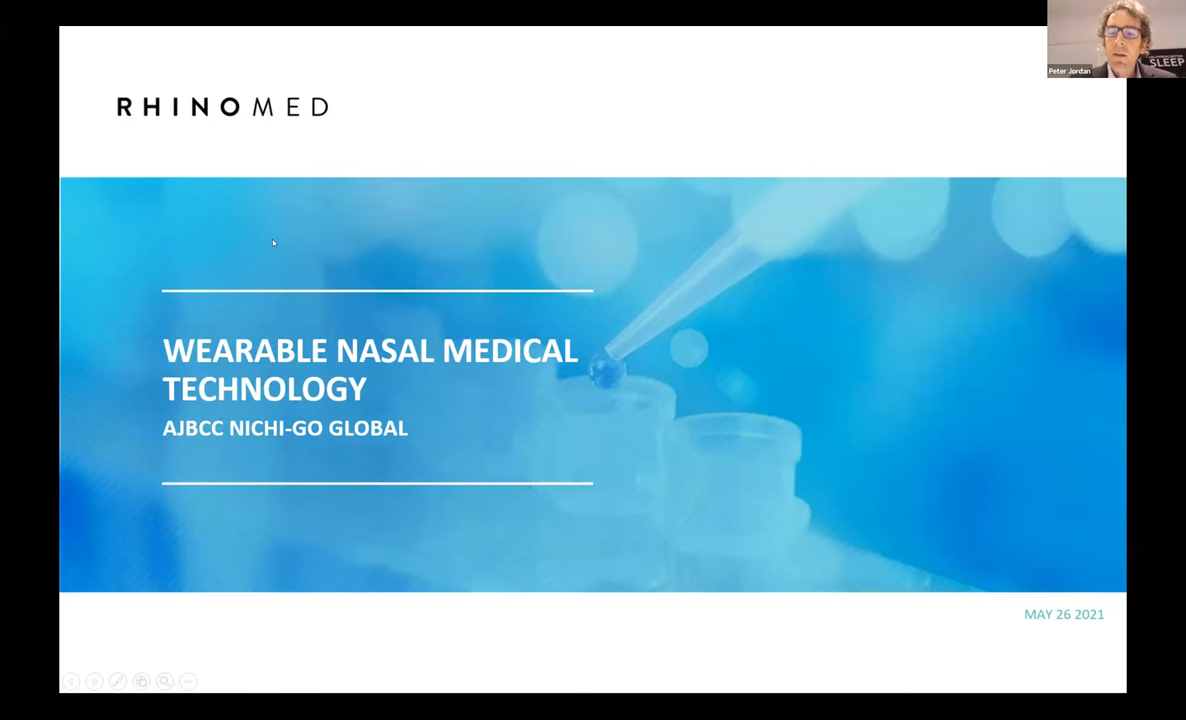 SLEEP
Peter Jordan
RHINOMED
WEARABLE NASAL MEDICAL
TECHNOLOGY
AJBCC NICHI-GO GLOBAL
MAY 26 2021